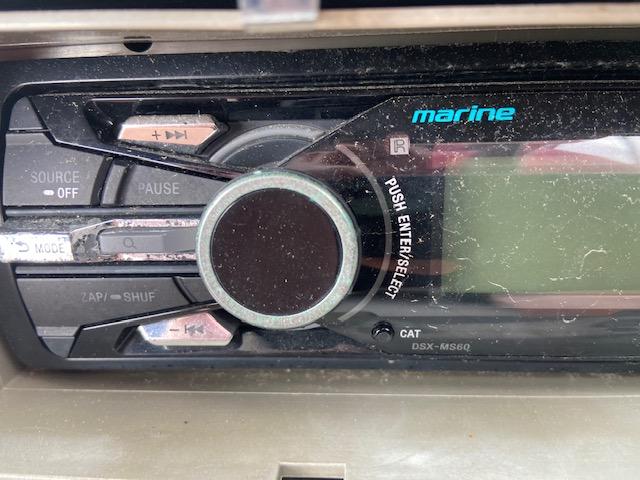 marine
+ ▶▶|
R
SOURCE
OFF
PAUSE
PUSH ENTER/SELECT
MODE
ZAP/ SHUF
- |◀◀
CAT
DSX-MS60